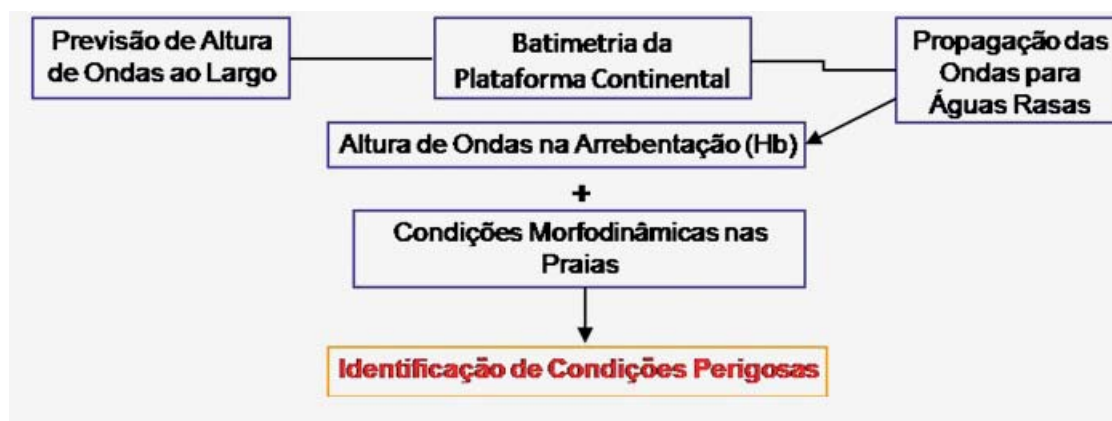 Previsão de Altura
de Ondas ao Largo
Batimetria da
Plataforma Continental
Propagação das
Ondas para
Águas Rasas
Altura de Ondas na Arrebentação (Hb)
+
Condições Morfodinâmicas nas
Praias
Identificação de Condições Perigosas